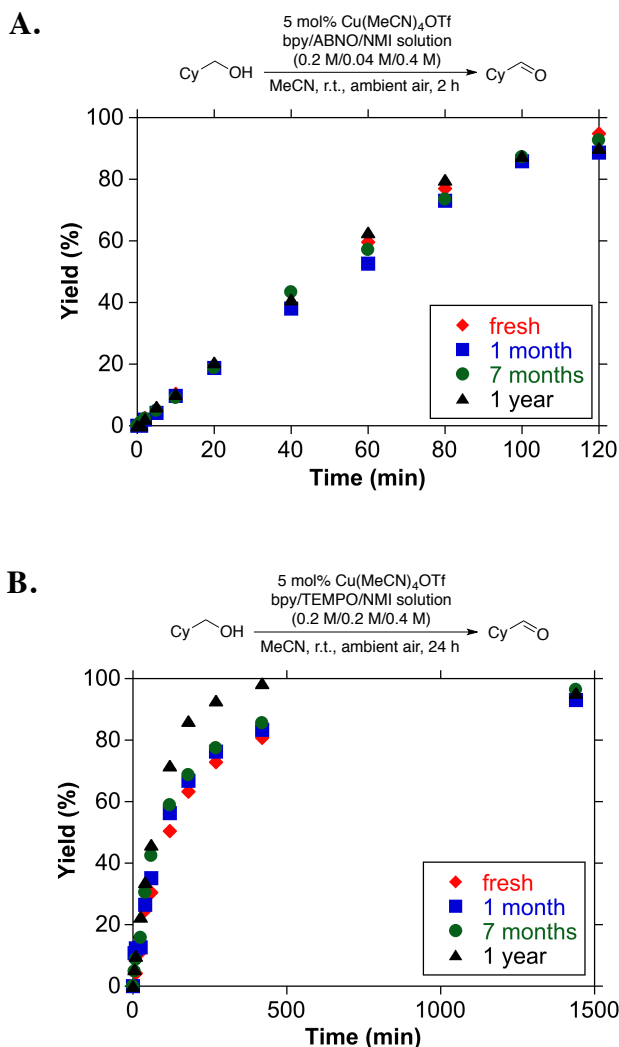 A.
5 mol% Cu(MeCN)4OTf
bpy/ABNO/NMI solution
(0.2 M/0.04 M/0.4 M)
Cy OH Cy O
MeCN, r.t., ambient air, 2 h
100
80
60
40
20
0
Yield (%)
fresh
1 month
7 months
1 year
0 20 40 60 80 100 120
Time (min)
B.
5 mol% Cu(MeCN)4OTf
bpy/TEMPO/NMI solution
(0.2 M/0.2 M/0.4 M)
Cy OH Cy O
MeCN, r.t., ambient air, 24 h
100
80
60
40
20
0
Yield (%)
fresh
1 month
7 months
1 year
0 500 1000 1500
Time (min)